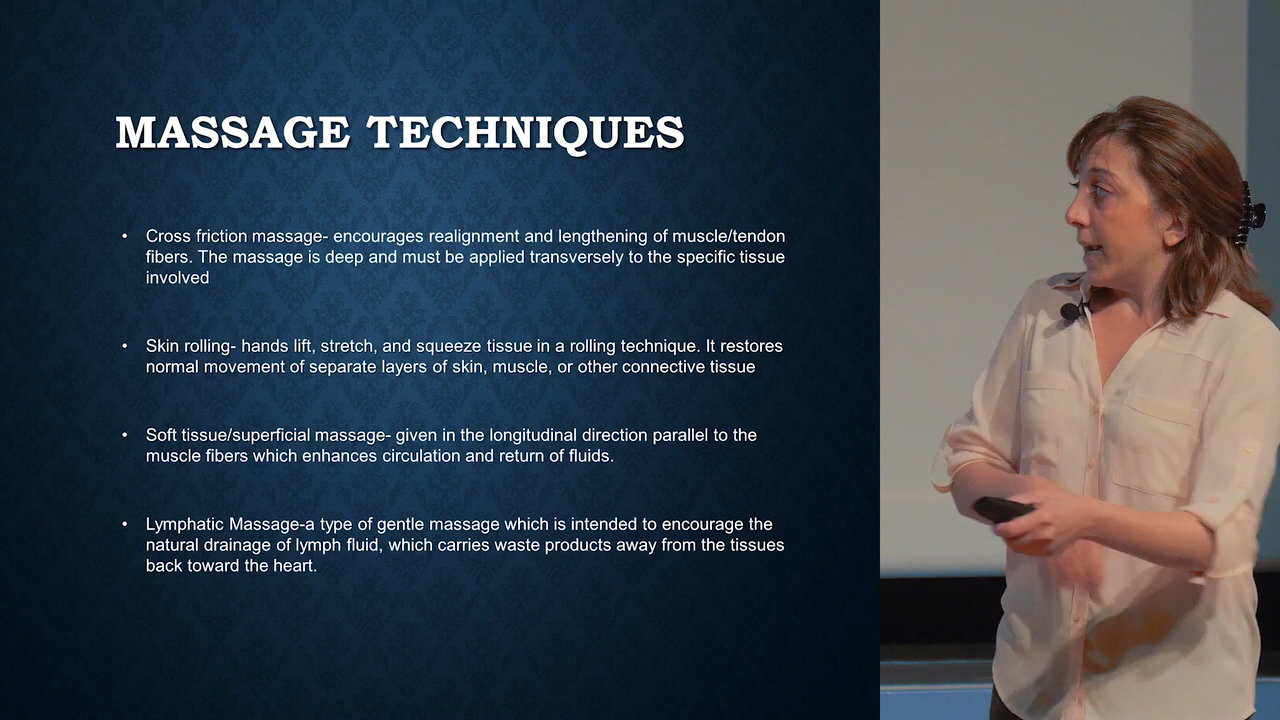 MASSAGE TECHNIQUES
• Cross friction massage- encourages realignment and lengthening of muscle/tendon
fibers. The massage is deep and must be applied transversely to the specific tissue
involved
• Skin rolling- hands lift, stretch, and squeeze tissue in a rolling technique. It restores
normal movement of separate layers of skin, muscle, or other connective tissue
• Soft tissue/superficial massage- given in the longitudinal direction parallel to the
muscle fibers which enhances circulation and return of fluids.
• Lymphatic Massage-a type of gentle massage which is intended to encourage the
natural drainage of lymph fluid, which carries waste products away from the tissues
back toward the heart.